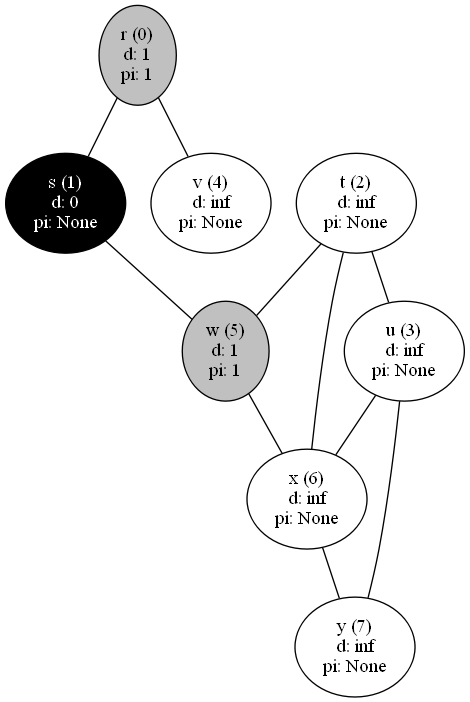 r (0)
d: 1
pi: 1
s (1)
d: 0
pi: None
v (4)
d: inf
pi: None
t (2)
d: inf
pi: None
w (5)
d: 1
pi: 1
u (3)
d: inf
pi: None
x (6)
d: inf
pi: None
y (7)
d: inf
pi: None